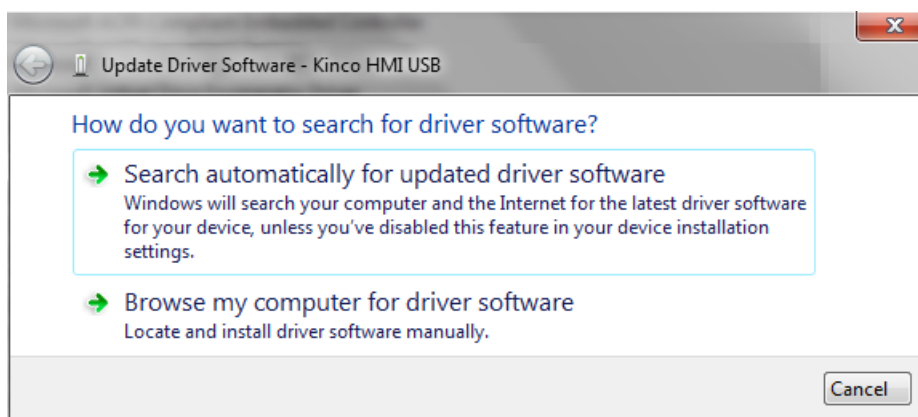 Update Driver Software - Kinco HMI USB
How do you want to search for driver software?
Search automatically for updated driver software
Windows will search your computer and the Internet for the latest driver software
for your device, unless you've disabled this feature in your device installation
settings.
Browse my computer for driver software
Locate and install driver software manually.
Cancel